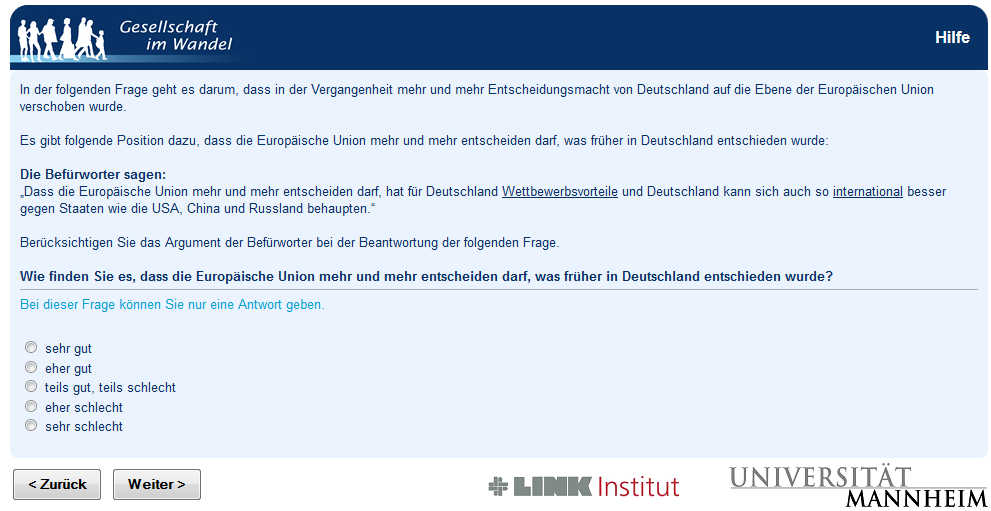 Gesellschaft
im Wandel
Hilfe
In der folgenden Frage geht es darum, dass in der Vergangenheit mehr und mehr Entscheidungsmacht von Deutschland auf die Ebene der Europäischen Union
verschoben wurde.
Es gibt folgende Position dazu, dass die Europäische Union mehr und mehr entscheiden darf, was früher in Deutschland entschieden wurde:
Die Befürworter sagen:
„Dass die Europäische Union mehr und mehr entscheiden darf, hat für Deutschland Wettbewerbsvorteile und Deutschland kann sich auch so international besser
gegen Staaten wie die USA, China und Russland behaupten.“
Berücksichtigen Sie das Argument der Befürworter bei der Beantwortung der folgenden Frage.
Wie finden Sie es, dass die Europäische Union mehr und mehr entscheiden darf, was früher in Deutschland entschieden wurde?
Bei dieser Frage können Sie nur eine Antwort geben.
sehr gut
eher gut
teils gut, teils schlecht
eher schlecht
sehr schlecht
< Zurück
Weiter >
LINK Institut
UNIVERSITÄT
MANNHEIM